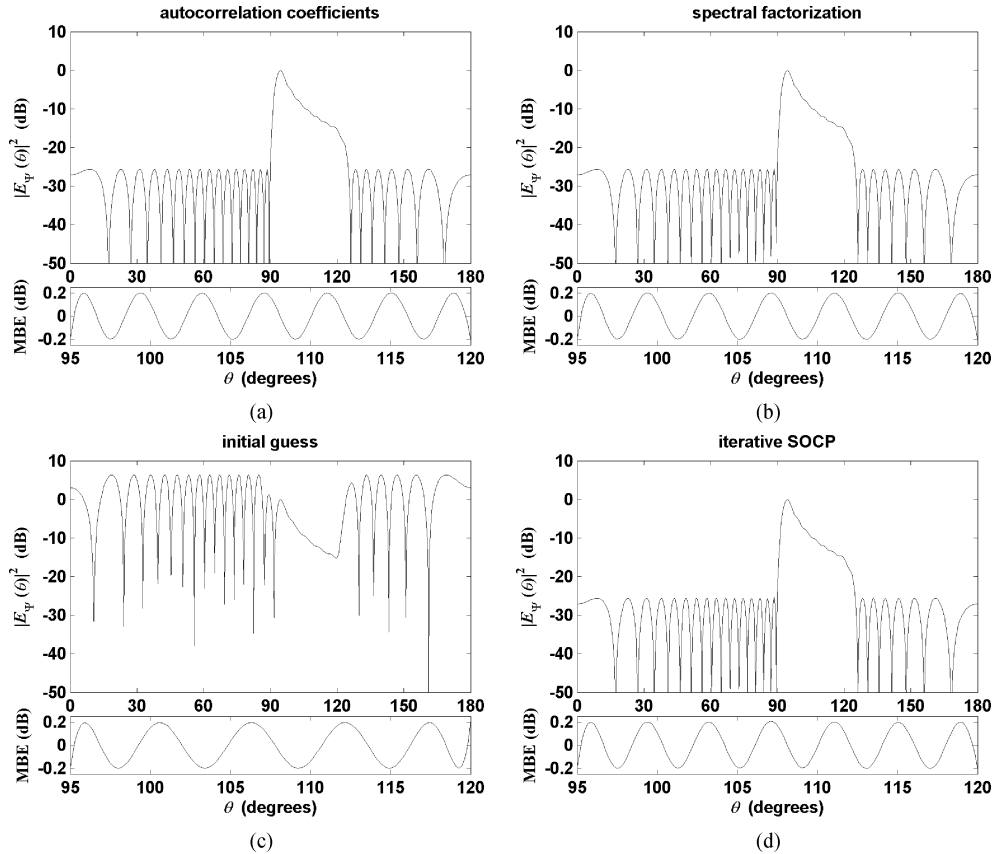 autocorrelation coefficients
|E_Ψ (θ)|² (dB)
10
0
-10
-20
-30
-40
-50
0 30 60 90 120 150 180
MBE (dB)
0.2
0
-0.2
95 100 105 110 115 120
θ (degrees)
(a)
spectral factorization
|E_Ψ (θ)|² (dB)
10
0
-10
-20
-30
-40
-50
0 30 60 90 120 150 180
MBE (dB)
0.2
0
-0.2
95 100 105 110 115 120
θ (degrees)
(b)
initial guess
|E_Ψ (θ)|² (dB)
10
0
-10
-20
-30
-40
-50
0 30 60 90 120 150 180
MBE (dB)
0.2
0
-0.2
95 100 105 110 115 120
θ (degrees)
(c)
iterative SOCP
|E_Ψ (θ)|² (dB)
10
0
-10
-20
-30
-40
-50
0 30 60 90 120 150 180
MBE (dB)
0.2
0
-0.2
95 100 105 110 115 120
θ (degrees)
(d)